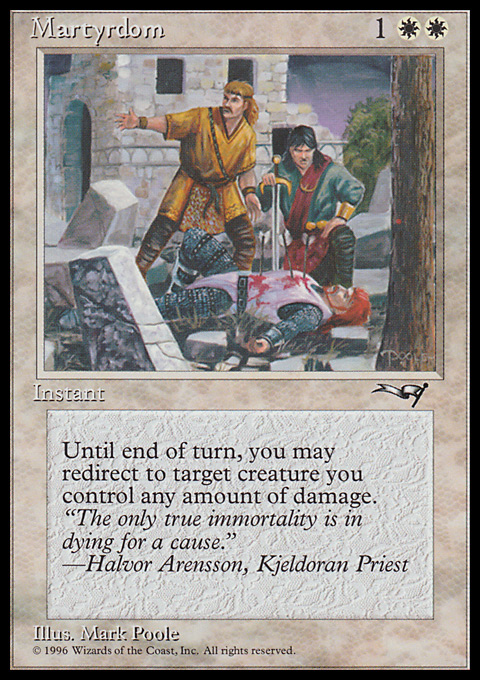 Martyrdom 1
Instant
Until end of turn, you may
redirect to target creature you
control any amount of damage.
“The only true immortality is in
dying for a cause.”
—Halvor Arensson, Kjeldoran Priest
Illus. Mark Poole
© 1996 Wizards of the Coast, Inc. All rights reserved.